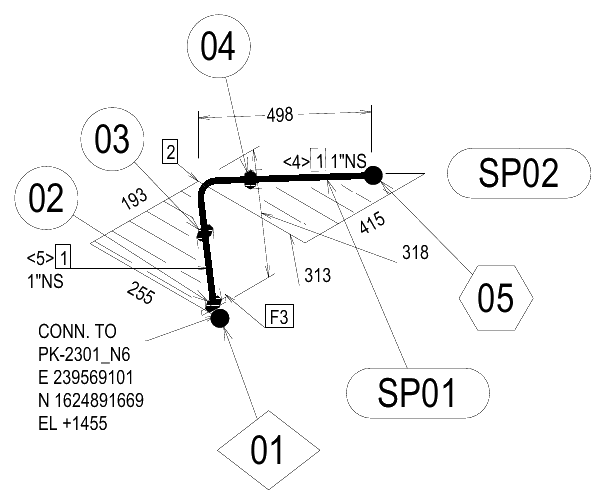 04
498
03
2
<4> 1 1"NS
SP02
193
02
415
318
<5> 1
1"NS
313
255
05
F3
CONN. TO
PK-2301_N6
E 239569101
N 1624891669
EL +1455
SP01
01